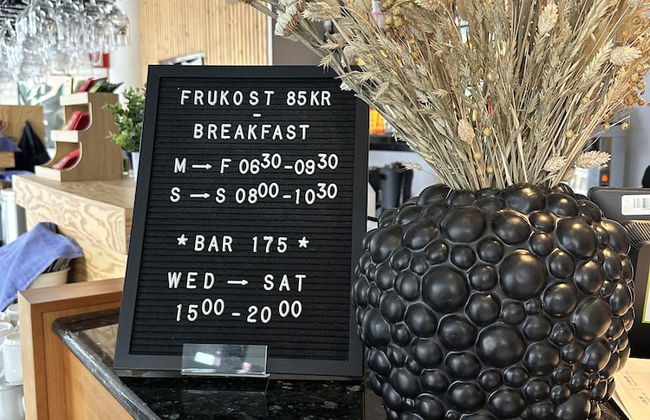 FRUKOST 85KR
-
BREAKFAST
M → F 06³⁰-09³⁰
S → S 08⁰⁰-10³⁰
*BAR 175*
WED → SAT
15⁰⁰-20⁰⁰